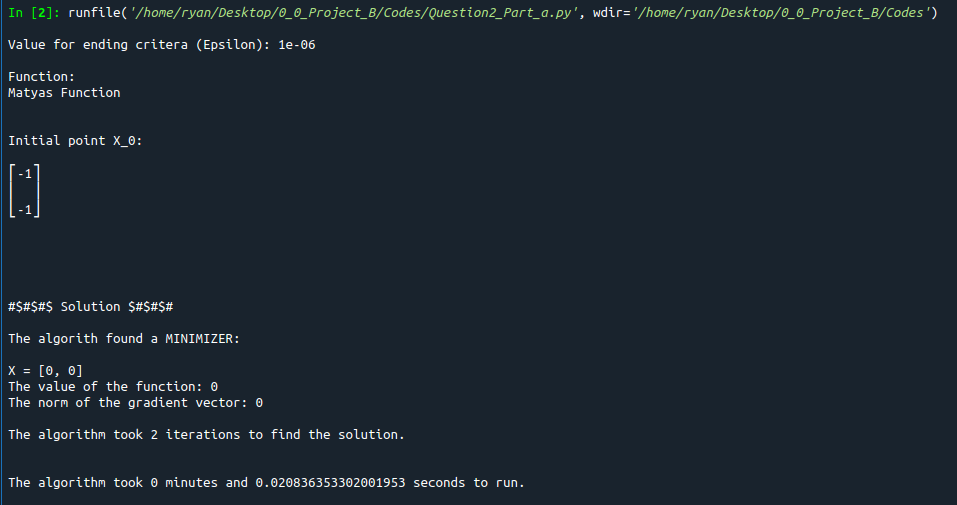 In [2]: runfile('/home/ryan/Desktop/0_0_Project_B/Codes/Question2_Part_a.py', wdir='/home/ryan/Desktop/0_0_Project_B/Codes')
Value for ending critera (Epsilon): 1e-06
Function:
Matyas Function
Initial point X_0:
⎡-1⎤
⎢  ⎥
⎣-1⎦
#$#$#$ Solution $#$#$#
The algorith found a MINIMIZER:
X = [0, 0]
The value of the function: 0
The norm of the gradient vector: 0
The algorithm took 2 iterations to find the solution.
The algorithm took 0 minutes and 0.020836353302001953 seconds to run.